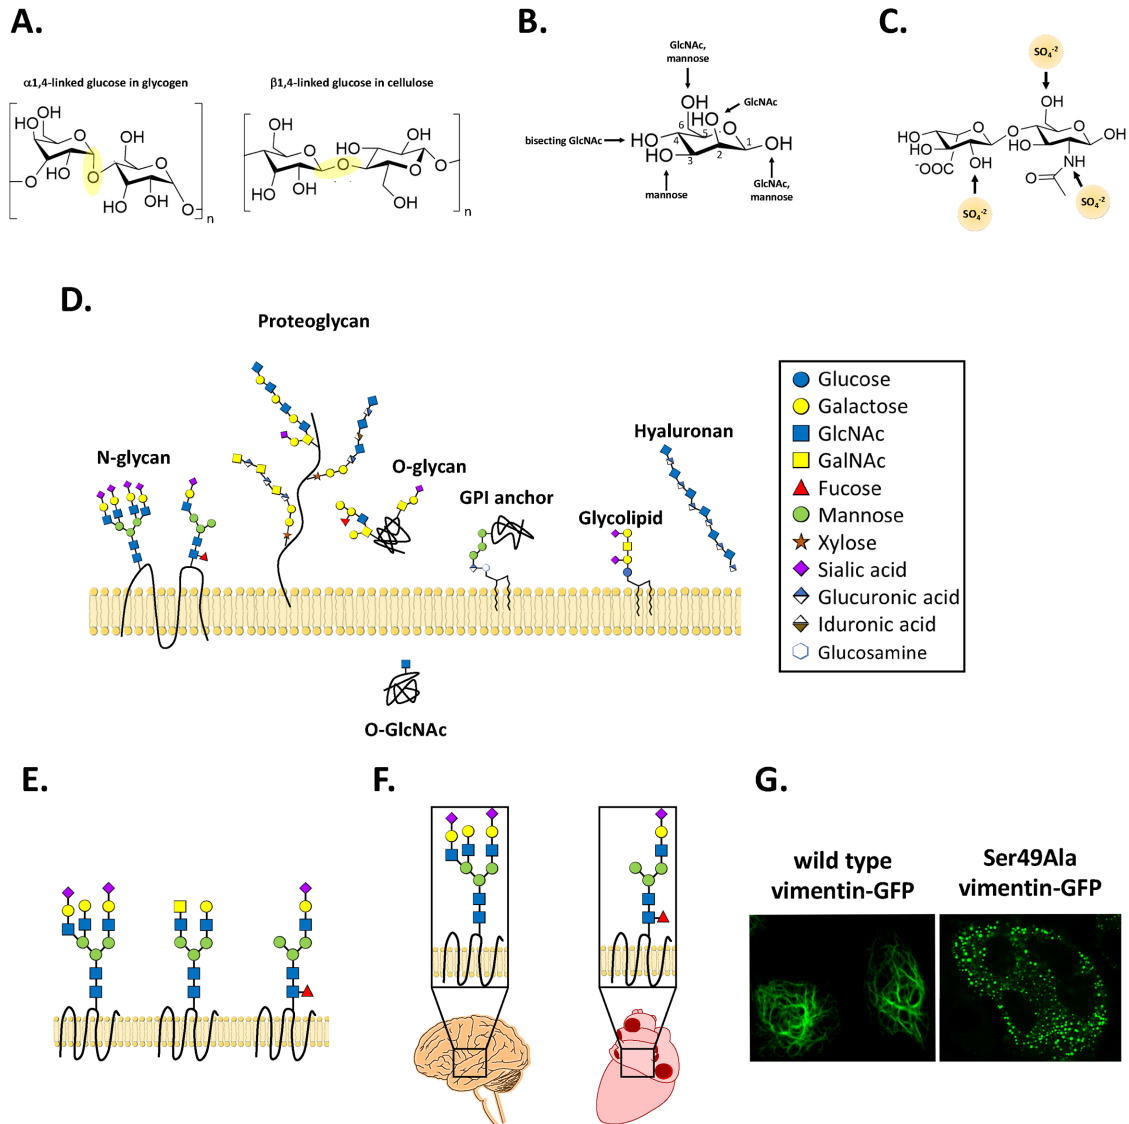 A.
α1,4-linked glucose in glycogen
β1,4-linked glucose in cellulose
OH
OH
O
OH
O
HO
OH
O
O
O
HO
OH
O
n
OH
O
HO
OH
O
OH
HO
O
O
OH
n
B.
GlcNAc,
mannose
GlcNAc
bisecting GlcNAc
OH
OH
HO
HO
O
OH
6
5
4
3
2
1
mannose
GlcNAc,
mannose
C.
SO₄⁻²
OH
OH
HO
HO
O
O
HO
O
OH
⁻OOC
OH
NH
O
SO₄⁻²
SO₄⁻²
D.
Proteoglycan
N-glycan
O-glycan
GPI anchor
Glycolipid
Hyaluronan
O-GlcNAc
Glucose
Galactose
GlcNAc
GalNAc
Fucose
Mannose
Xylose
Sialic acid
Glucuronic acid
Iduronic acid
Glucosamine
E.
F.
G.
wild type
vimentin-GFP
Ser49Ala
vimentin-GFP